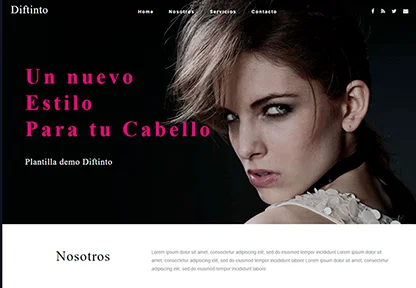 Diftinto
Home Nosotros Servicios Contacto
Un nuevo
Estilo
Para tu Cabello
Plantilla demo Diftinto
Nosotros
Lorem ipsum dolor sit amet, consectetur adipiscing elit, sed do eiusmod tempor incididunt Lorem ipsum dolor sit
amet, consectetur adipiscing elit, sed do eiusmod tempor incididunt Lorem ipsum dolor sit amet, consectetur
adipiscing elit, sed do eiusmod tempor incididunt labore